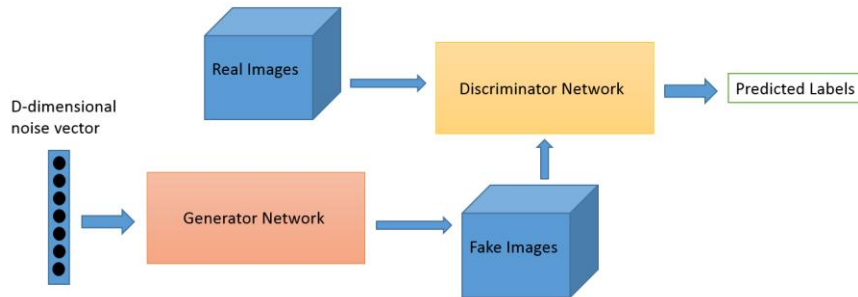 Real Images
Discriminator Network
Predicted Labels
D-dimensional
noise vector
Generator Network
Fake Images